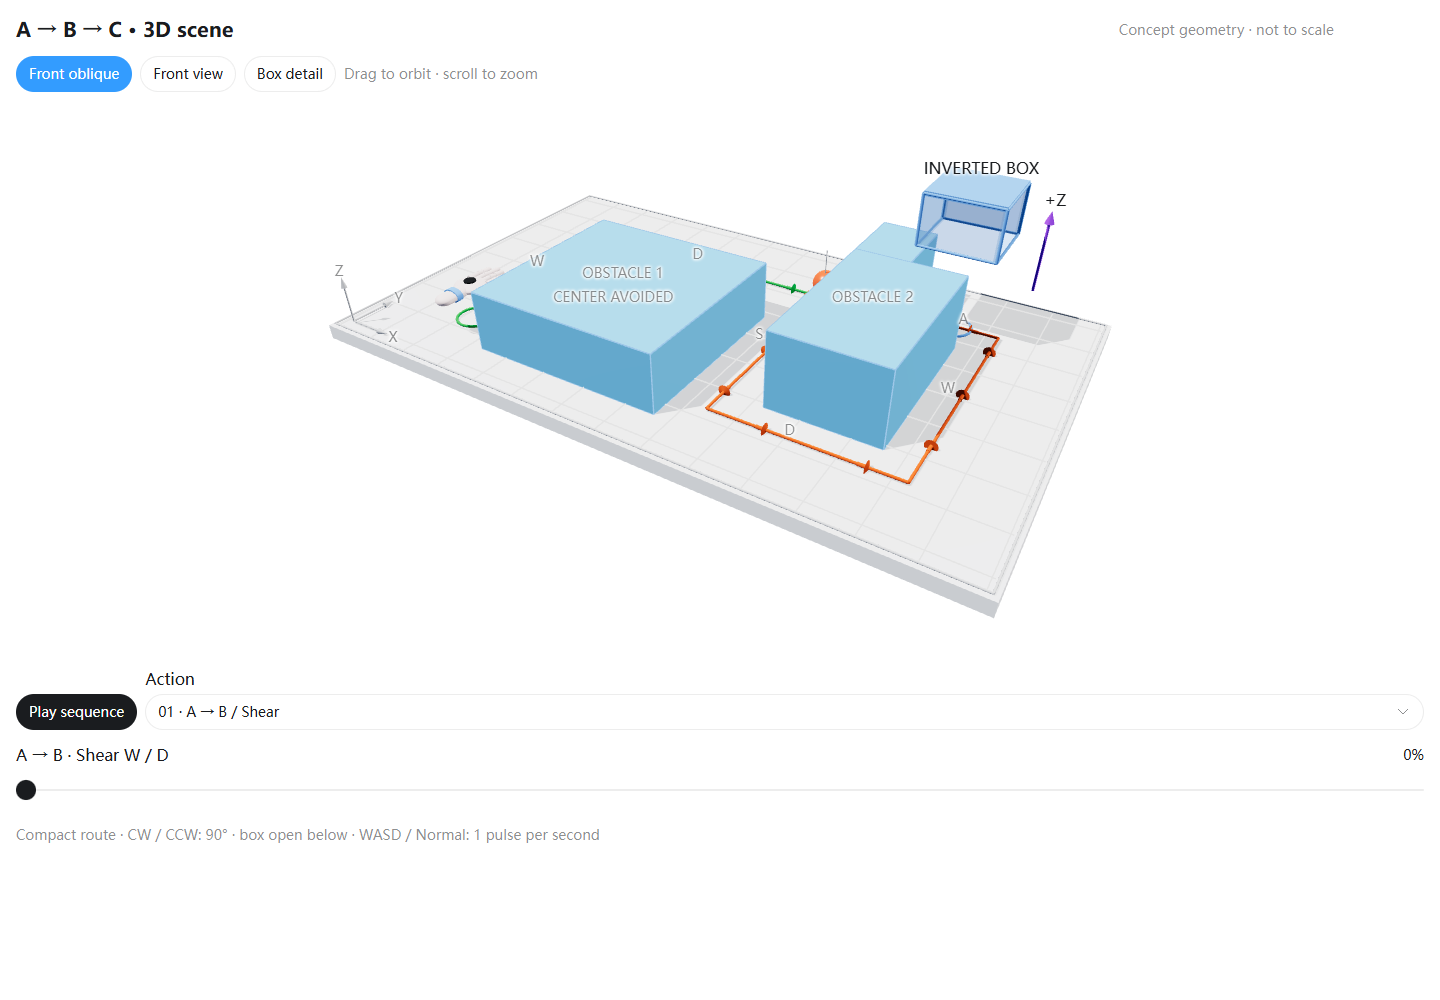 A → B → C • 3D scene
Concept geometry · not to scale
Front oblique
Front view
Box detail
Drag to orbit · scroll to zoom
INVERTED BOX
+Z
W
D
OBSTACLE 1
CENTER AVOIDED
OBSTACLE 2
Z
Y
X
S
A
W
D
Action
Play sequence
01 · A → B / Shear
A → B · Shear W / D
0%
Compact route · CW / CCW: 90° · box open below · WASD / Normal: 1 pulse per second